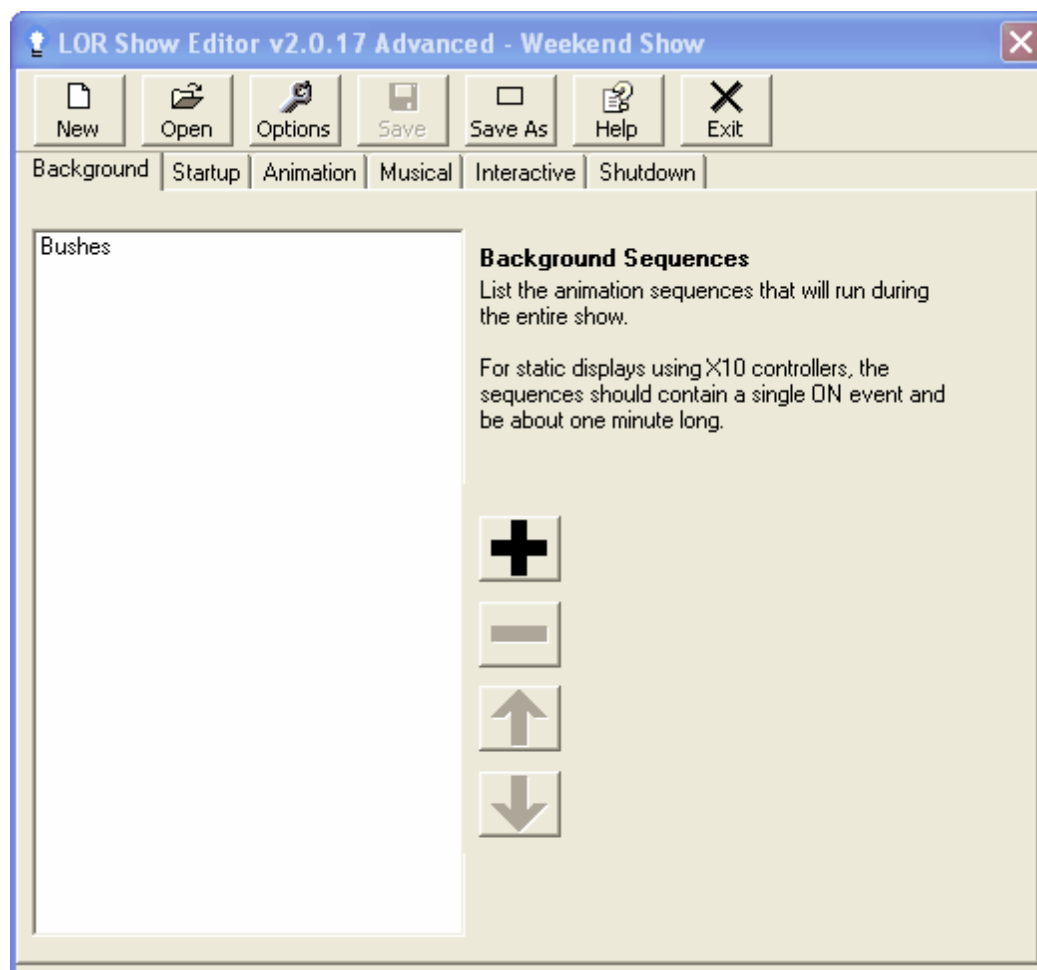 LOR Show Editor v2.0.17 Advanced - Weekend Show
New Open Options Save Save As Help Exit
Background Startup Animation Musical Interactive Shutdown
Bushes
Background Sequences
List the animation sequences that will run during
the entire show.
For static displays using X10 controllers, the
sequences should contain a single ON event and
be about one minute long.